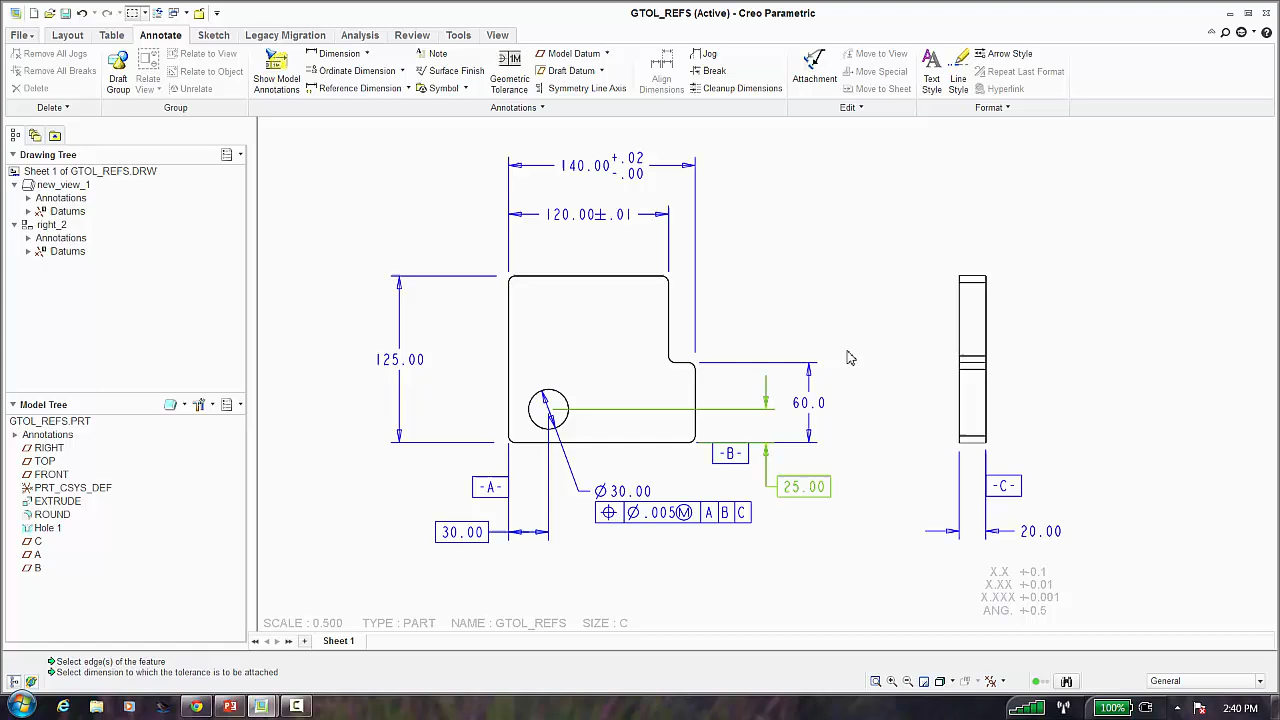 GTOL_REFS (Active) - Creo Parametric
File Layout Table Annotate Sketch Legacy Migration Analysis Review Tools View
Remove All Jogs
Remove All Breaks
Delete
Delete
Draft Group
Relate View
Relate to View
Relate to Object
Unrelate
Group
Show Model Annotations
Dimension
Ordinate Dimension
Reference Dimension
Note
Surface Finish
Symbol
Geometric Tolerance
Model Datum
Draft Datum
Symmetry Line Axis
Align Dimensions
Jog
Break
Cleanup Dimensions
Annotations
Attachment
Move to View
Move Special
Move to Sheet
Edit
Text Style
Line Style
Arrow Style
Repeat Last Format
Hyperlink
Format
Drawing Tree
Sheet 1 of GTOL_REFS.DRW
new_view_1
Annotations
Datums
right_2
Annotations
Datums
Model Tree
GTOL_REFS.PRT
Annotations
RIGHT
TOP
FRONT
PRT_CSYS_DEF
EXTRUDE
ROUND
Hole 1
C
A
B
140.00 +.02 -.00
120.00±.01
125.00
60.0
-B-
-A-
25.00
-C-
Ø30.00
⌖ Ø.005Ⓜ A B C
30.00
20.00
X.X +-0.1
X.XX +-0.01
X.XXX +-0.001
ANG. +-0.5
SCALE : 0.500 TYPE : PART NAME : GTOL_REFS SIZE : C
Sheet 1
Select edge(s) of the feature
Select dimension to which the tolerance is to be attached
General
100%
2:40 PM